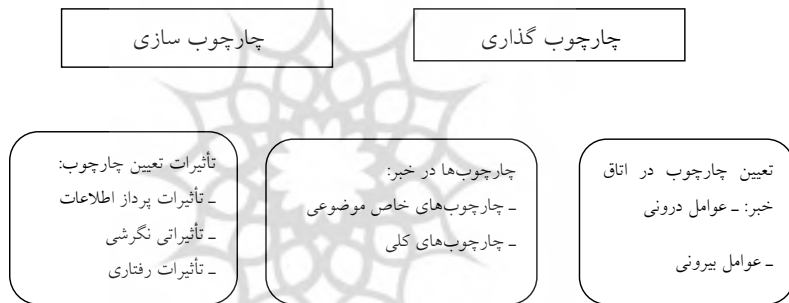 چارچوب گذاری
چارچوب سازی
تعیین چارچوب در اتاق
خبر: ـ عوامل درونی
ـ عوامل بیرونی
چارچوب‌ها در خبر:
ـ چارچوب‌های خاص موضوعی
ـ چارچوب‌های کلی
تأثیرات تعیین چارچوب:
ـ تأثیرات پرداز اطلاعات
ـ تأثیراتی نگرشی
ـ تأثیرات رفتاری